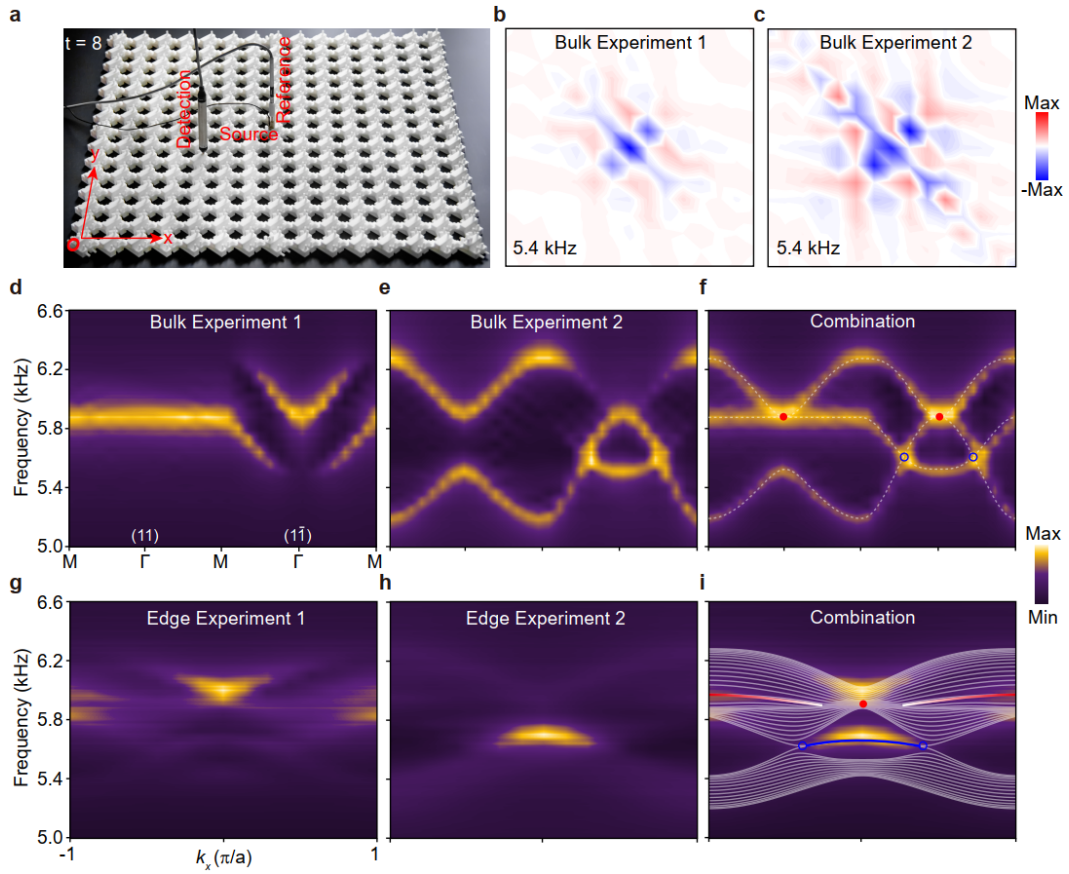 a
t = 8
Detection
Source
Reference
y
x
O
b
Bulk Experiment 1
5.4 kHz
c
Bulk Experiment 2
5.4 kHz
Max
-Max
d
Bulk Experiment 1
6.6
6.2
5.8
5.4
5.0
Frequency (kHz)
(11)
(11̄)
M
Γ
M
Γ
M
e
Bulk Experiment 2
f
Combination
Max
Min
g
Edge Experiment 1
6.6
6.2
5.8
5.4
5.0
Frequency (kHz)
-1
kₓ(π/a)
1
h
Edge Experiment 2
i
Combination